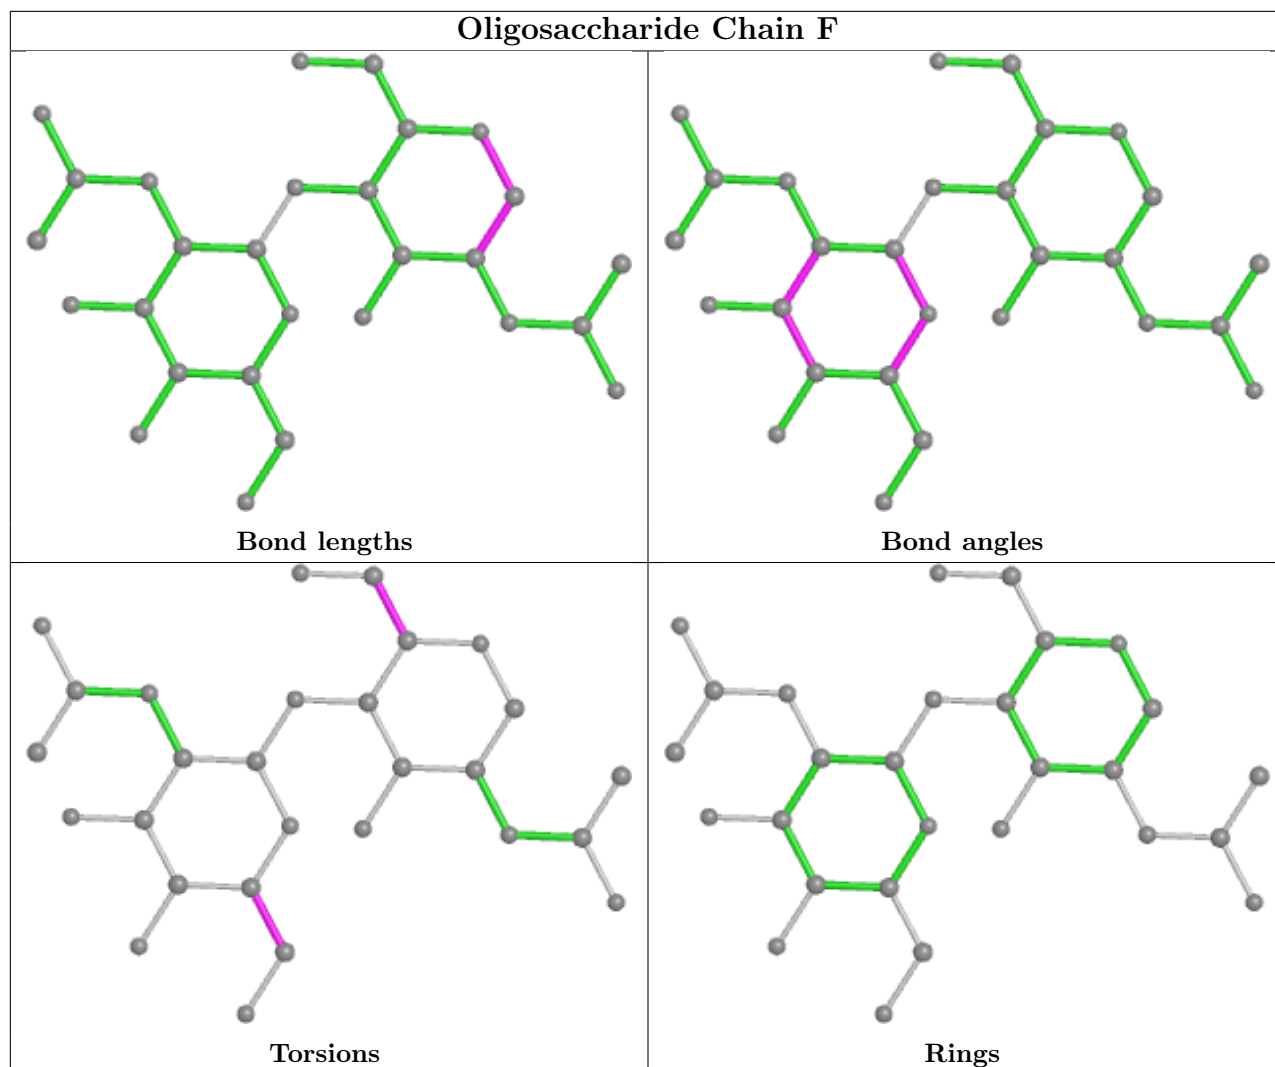 Oligosaccharide Chain F
Bond lengths
Bond angles
Torsions
Rings